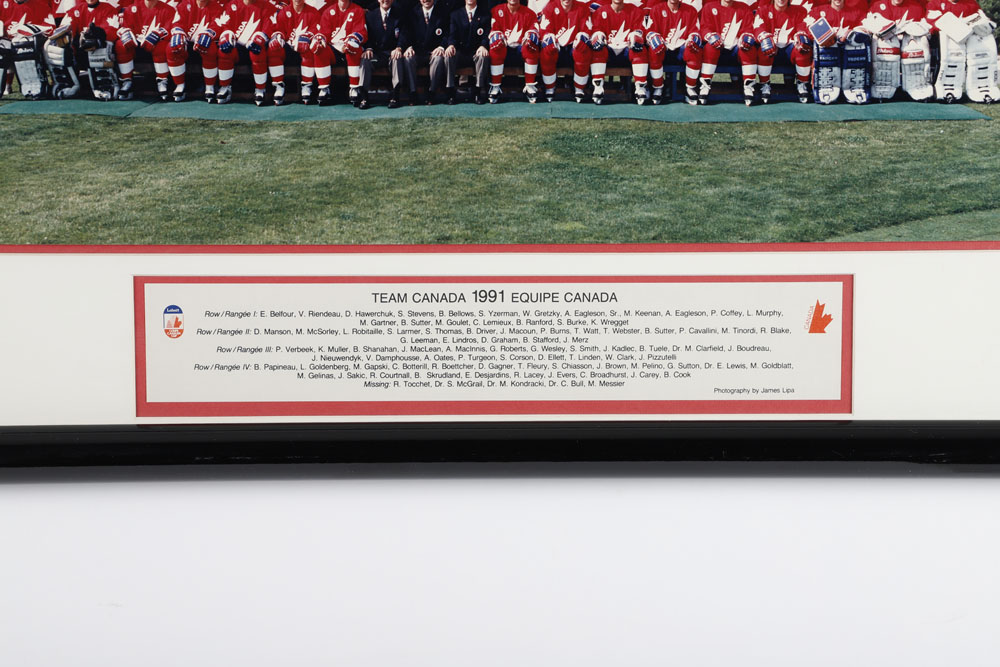 TEAM CANADA 1991 EQUIPE CANADA
Row/Rangée I: E. Belfour, V. Riendeau, D. Hawerchuk, S. Stevens, B. Bellows, S. Yzerman, W. Gretzky, A. Eagleson, Sr., M. Keenan, A. Eagleson, P. Coffey, L. Murphy,
M. Gartner, B. Sutter, M. Goulet, C. Lemieux, B. Ranford, S. Burke, K. Wregget
Row/Rangée II: D. Manson, M. McSorley, L. Robitaille, S. Larmer, S. Thomas, B. Driver, J. Macoun, P. Burns, T. Watt, T. Webster, B. Sutter, P. Cavallini, M. Tinordi, R. Blake,
G. Leeman, E. Lindros, D. Graham, B. Stafford, J. Merz
Row/Rangée III: P. Verbeek, K. Muller, B. Shanahan, J. MacLean, A. MacInnis, G. Roberts, G. Wesley, S. Smith, J. Kadlec, B. Tuele, Dr. M. Clarfield, J. Boudreau,
J. Nieuwendyk, V. Damphousse, A. Oates, P. Turgeon, S. Corson, D. Ellett, T. Linden, W. Clark, J. Pizzutelli
Row/Rangée IV: B. Papineau, L. Goldenberg, M. Gapski, C. Botterill, R. Boettcher, D. Gagner, T. Fleury, S. Chiasson, J. Brown, M. Pelino, G. Sutton, Dr. E. Lewis, M. Goldblatt,
M. Gelinas, J. Sakic, R. Courtnall, B. Skrudland, E. Desjardins, R. Lacey, J. Evers, C. Broadhurst, J. Carey, B. Cook
Missing: R. Tocchet, Dr. S. McGrail, Dr. M. Kondracki, Dr. C. Bull, M. Messier
Photography by James Lipa
Labatt
CANADA